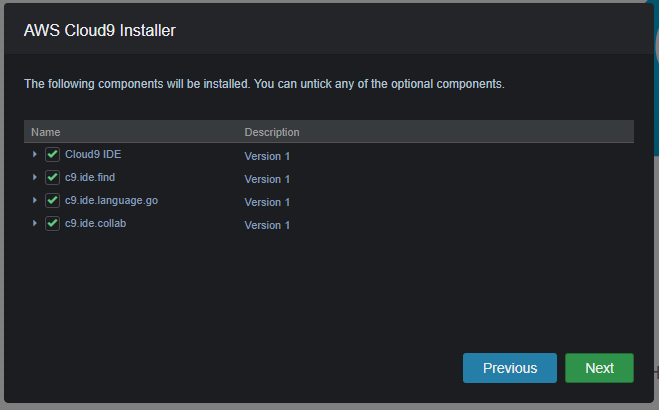 AWS Cloud9 Installer
The following components will be installed. You can untick any of the optional components.
Name Description
Cloud9 IDE Version 1
c9.ide.find Version 1
c9.ide.language.go Version 1
c9.ide.collab Version 1
Previous Next